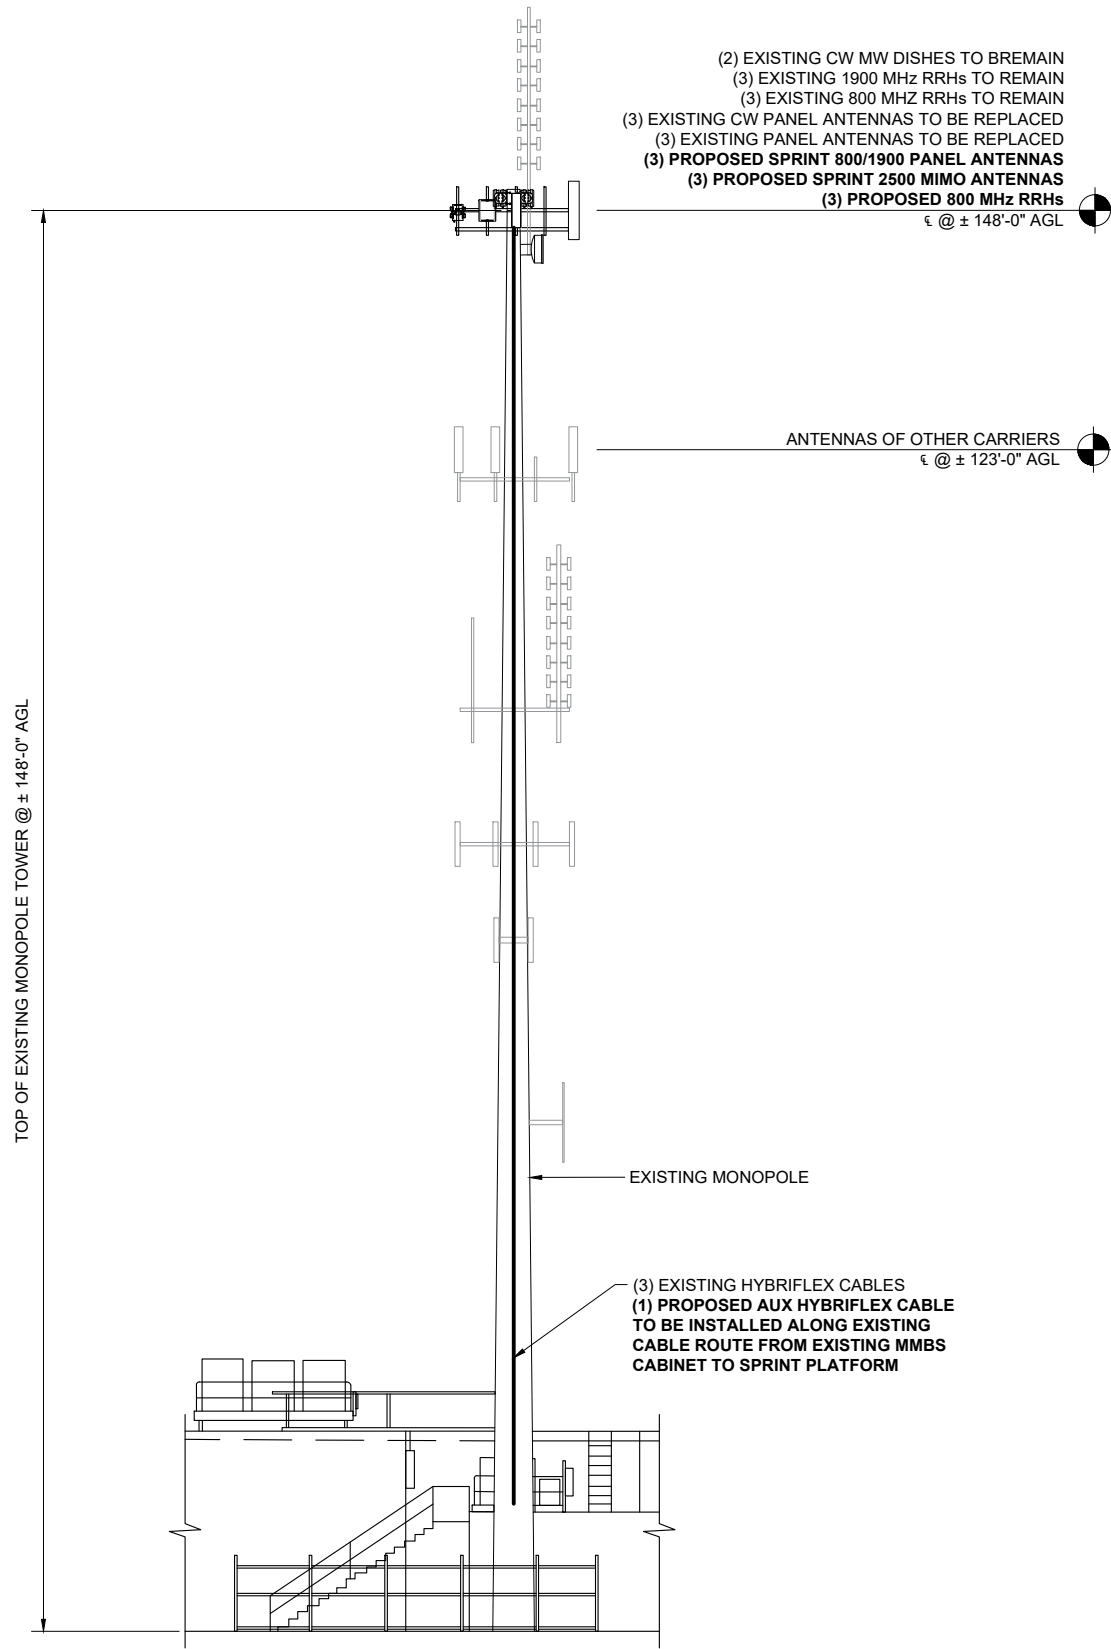 (2) EXISTING CW MW DISHES TO BREMAIN
(3) EXISTING 1900 MHz RRHs TO REMAIN
(3) EXISTING 800 MHZ RRHs TO REMAIN
(3) EXISTING CW PANEL ANTENNAS TO BE REPLACED
(3) EXISTING PANEL ANTENNAS TO BE REPLACED
(3) PROPOSED SPRINT 800/1900 PANEL ANTENNAS
(3) PROPOSED SPRINT 2500 MIMO ANTENNAS
(3) PROPOSED 800 MHz RRHs
℄ @ ± 148'-0" AGL
ANTENNAS OF OTHER CARRIERS
℄ @ ± 123'-0" AGL
TOP OF EXISTING MONOPOLE TOWER @ ± 148'-0" AGL
EXISTING MONOPOLE
(3) EXISTING HYBRIFLEX CABLES
(1) PROPOSED AUX HYBRIFLEX CABLE
TO BE INSTALLED ALONG EXISTING
CABLE ROUTE FROM EXISTING MMBS
CABINET TO SPRINT PLATFORM